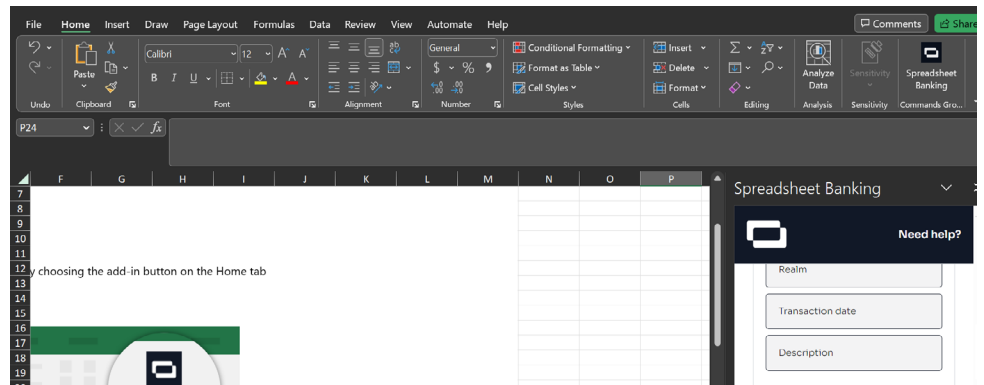 File Home Insert Draw Page Layout Formulas Data Review View Automate Help Comments Share
Calibri 12 General Conditional Formatting Insert
Paste Format as Table Delete Analyze Data Sensitivity Spreadsheet Banking
B I U A $ % Cell Styles Format
Undo Clipboard Font Alignment Number Styles Cells Editing Analysis Sensitivity Commands Gro...
P24 fx
F G H I J K L M N O P
Spreadsheet Banking
7
8
9
Need help?
10
11
12 y choosing the add-in button on the Home tab
Realm
13
14
15 Transaction date
16
17
18 Description
19